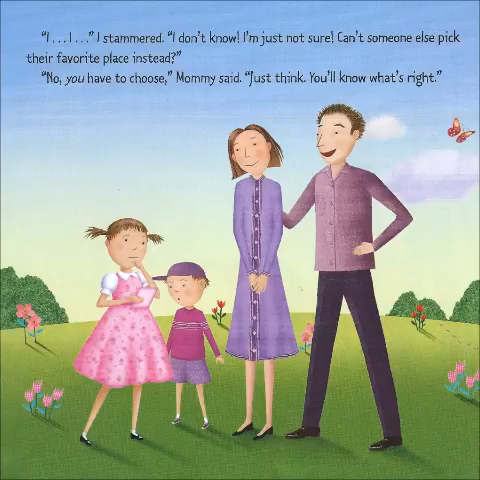 “I . . . I . . .” I stammered. “I don’t know! I’m just not sure! Can’t someone else pick
their favorite place instead?”
“No, you have to choose,” Mommy said. “Just think. You’ll know what’s right.”